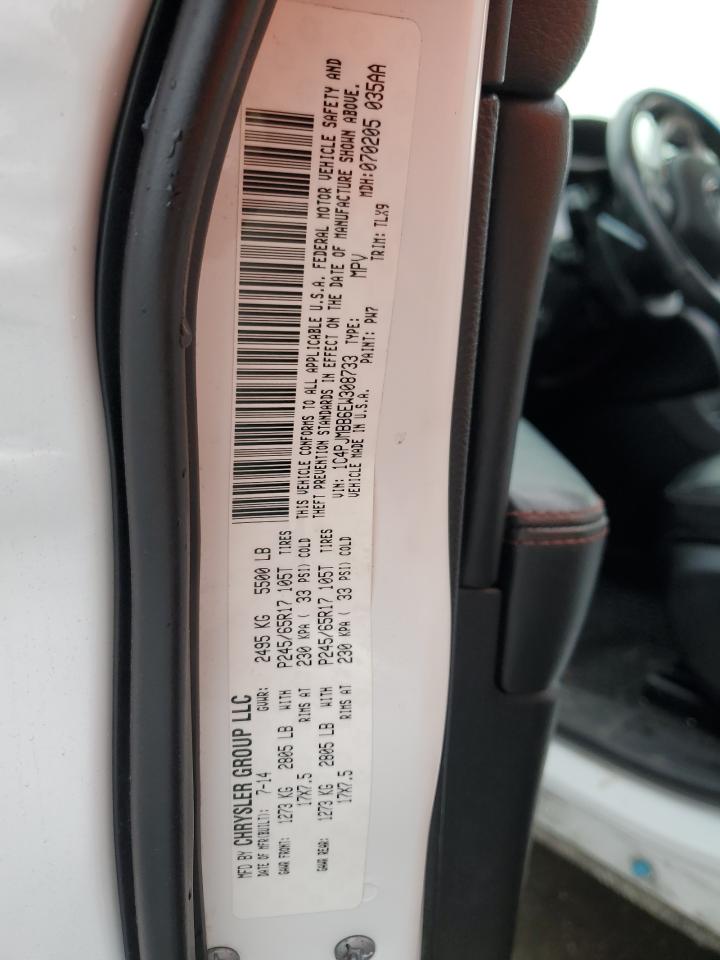 MFD BY CHRYSLER GROUP LLC
DATE OF MFR(BUILT): 7-14 GVWR: 2495 KG 5500 LB
GAWR FRONT: 1273 KG 2805 LB WITH P245/65R17 105T TIRES
17X7.5 RIMS AT 230 KPA ( 33 PSI) COLD
GAWR REAR: 1273 KG 2805 LB WITH P245/65R17 105T TIRES
17X7.5 RIMS AT 230 KPA ( 33 PSI) COLD
THIS VEHICLE CONFORMS TO ALL APPLICABLE U.S.A. FEDERAL MOTOR VEHICLE SAFETY AND
THEFT PREVENTION STANDARDS IN EFFECT ON THE DATE OF MANUFACTURE SHOWN ABOVE.
VIN: 1C4PJMBB6EW308733 TYPE: MPV MDH:070205 035AA
VEHICLE MADE IN U.S.A. PAINT: PW7 TRIM: TLX9